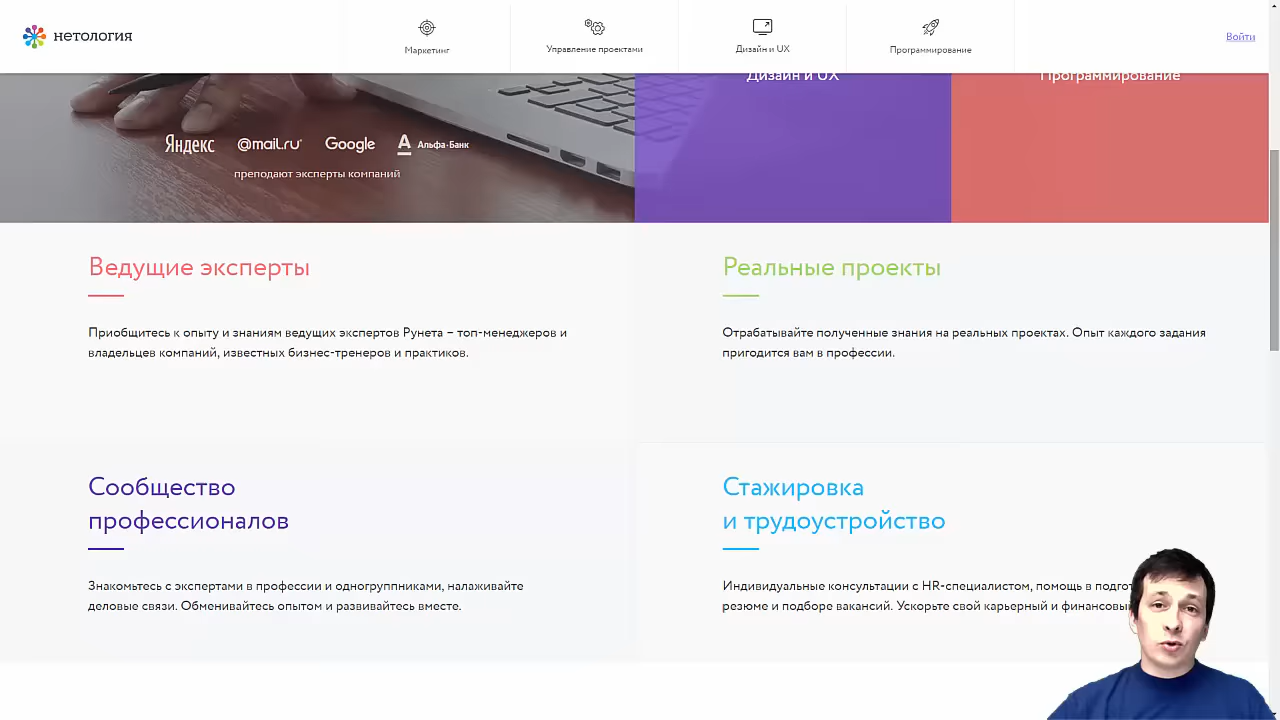 нетология
Маркетинг
Управление проектами
Дизайн и UX
Программирование
Войти
Дизайн и UX
Программирование
Яндекс
@mail.ru
Google
Альфа·Банк
преподают эксперты компаний
Ведущие эксперты
Приобщитесь к опыту и знаниям ведущих экспертов Рунета – топ-менеджеров и
владельцев компаний, известных бизнес-тренеров и практиков.
Реальные проекты
Отрабатывайте полученные знания на реальных проектах. Опыт каждого задания
пригодится вам в профессии.
Сообщество
профессионалов
Знакомьтесь с экспертами в профессии и одногруппниками, налаживайте
деловые связи. Обменивайтесь опытом и развивайтесь вместе.
Стажировка
и трудоустройство
Индивидуальные консультации с HR-специалистом, помощь в
резюме и подборе вакансий. Ускорьте свой карьерный и